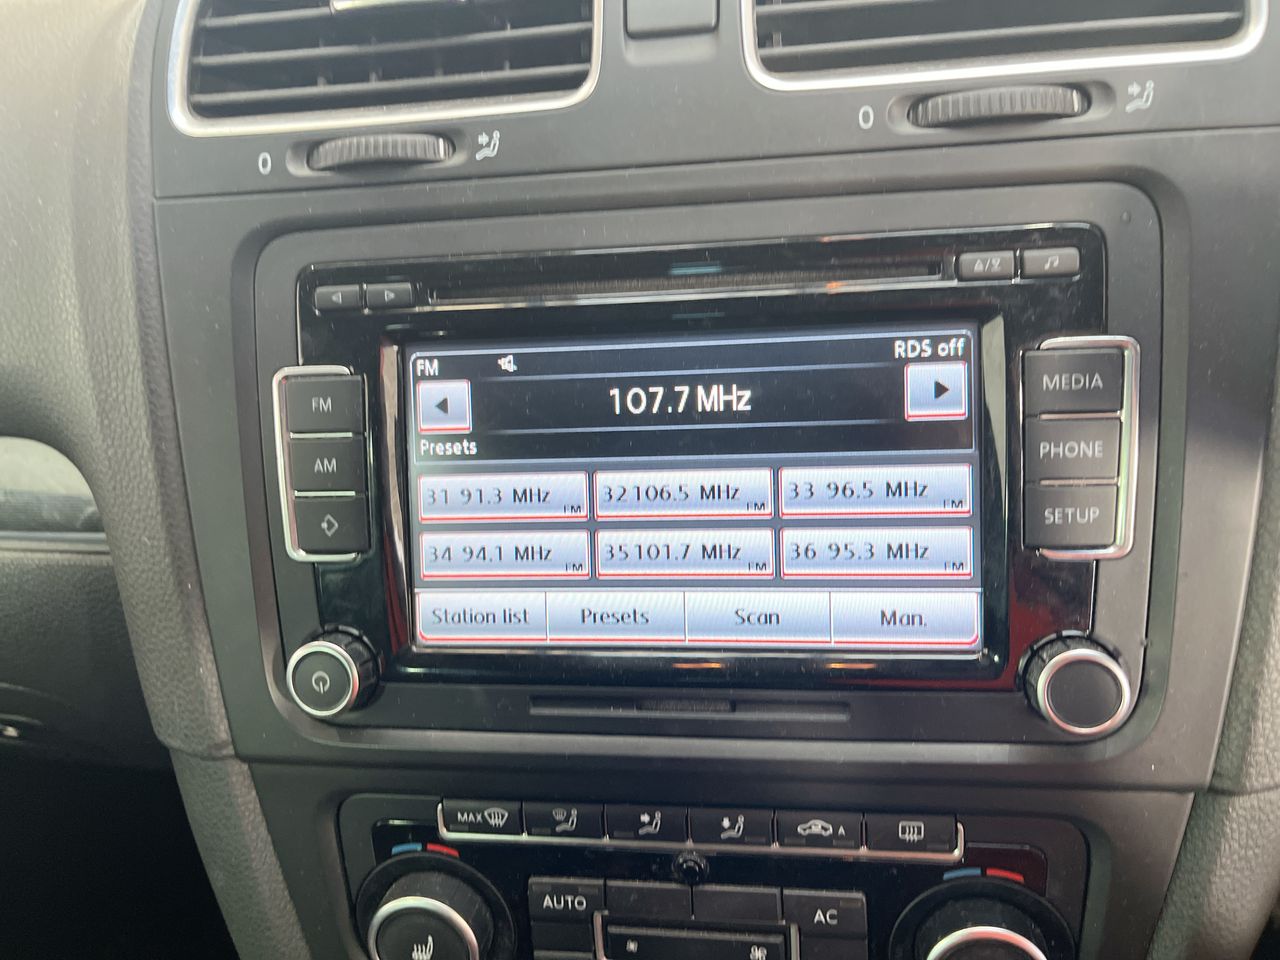 0
0
FM RDS off
107.7 MHz
Presets
31 91.3 MHz FM 32 106.5 MHz FM 33 96.5 MHz FM
34 94.1 MHz FM 35 101.7 MHz FM 36 95.3 MHz FM
Station list Presets Scan Man.
FM
AM
MEDIA
PHONE
SETUP
MAX
A
AUTO
AC